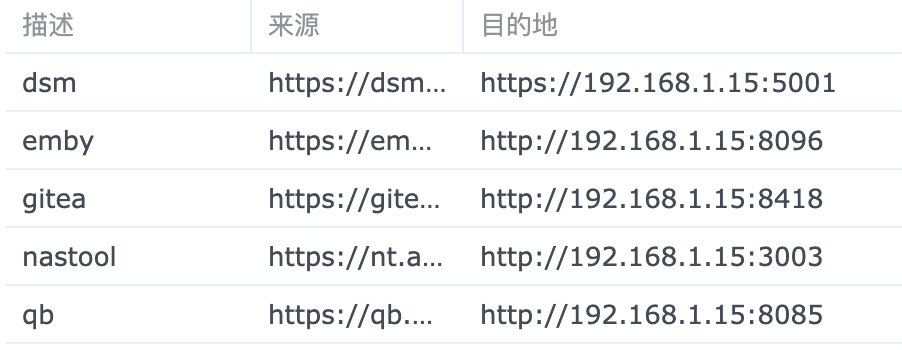 描述 来源 目的地
dsm https://dsm... https://192.168.1.15:5001
emby https://em... http://192.168.1.15:8096
gitea https://gite... http://192.168.1.15:8418
nastool https://nt.a... http://192.168.1.15:3003
qb https://qb.... http://192.168.1.15:8085